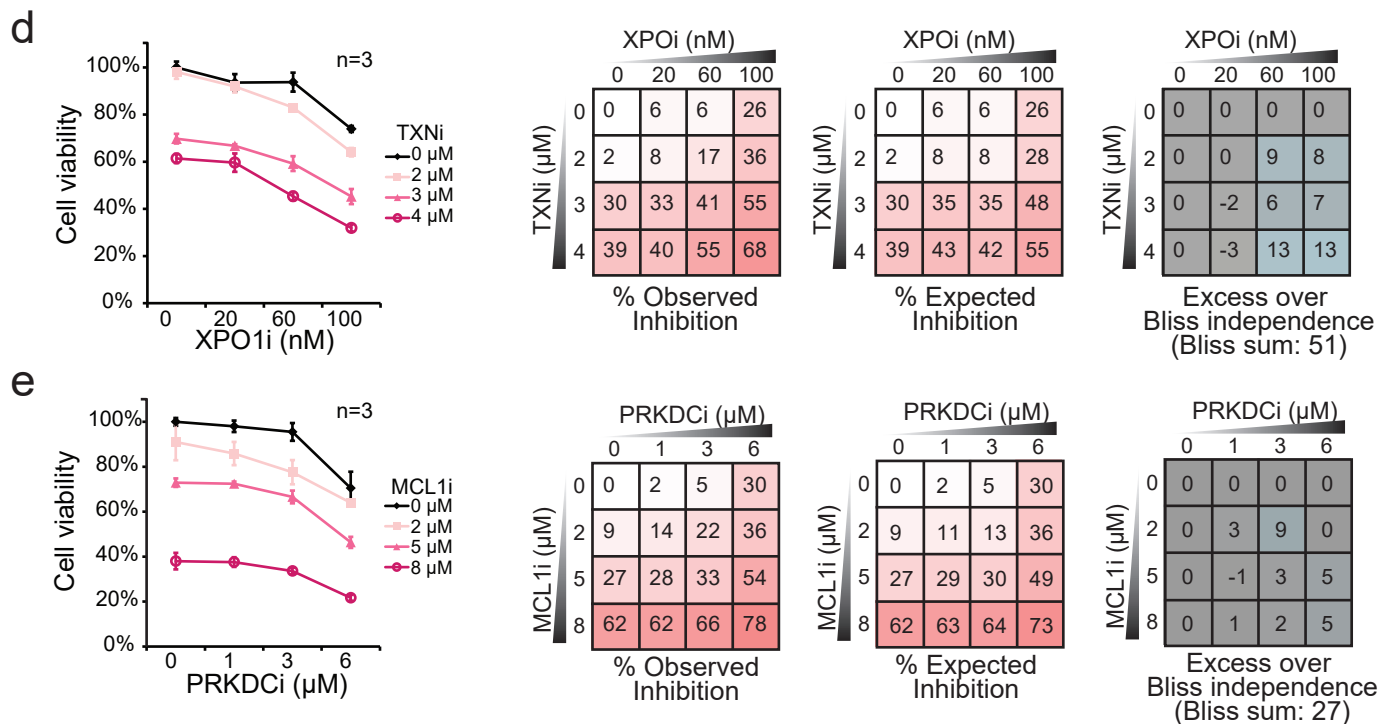 d
100%
80%
60%
40%
20%
0%
Cell viability
n=3
TXNi
0 µM
2 µM
3 µM
4 µM
0 20 60 100
XPO1i (nM)
XPOi (nM)
0 20 60 100
TXNi (µM)
0 0 6 6 26
2 2 8 17 36
3 30 33 41 55
4 39 40 55 68
% Observed
Inhibition
XPOi (nM)
0 20 60 100
TXNi (µM)
0 0 6 6 26
2 2 8 8 28
3 30 35 35 48
4 39 43 42 55
% Expected
Inhibition
XPOi (nM)
0 20 60 100
TXNi (µM)
0 0 0 0 0
2 0 0 9 8
3 0 -2 6 7
4 0 -3 13 13
Excess over
Bliss independence
(Bliss sum: 51)
e
100%
80%
60%
40%
20%
0%
Cell viability
n=3
MCL1i
0 µM
2 µM
5 µM
8 µM
0 1 3 6
PRKDCi (µM)
PRKDCi (µM)
0 1 3 6
MCL1i (µM)
0 0 2 5 30
2 9 14 22 36
5 27 28 33 54
8 62 62 66 78
% Observed
Inhibition
PRKDCi (µM)
0 1 3 6
MCL1i (µM)
0 0 2 5 30
2 9 11 13 36
5 27 29 30 49
8 62 63 64 73
% Expected
Inhibition
PRKDCi (µM)
0 1 3 6
MCL1i (µM)
0 0 0 0 0
2 0 3 9 0
5 0 -1 3 5
8 0 1 2 5
Excess over
Bliss independence
(Bliss sum: 27)